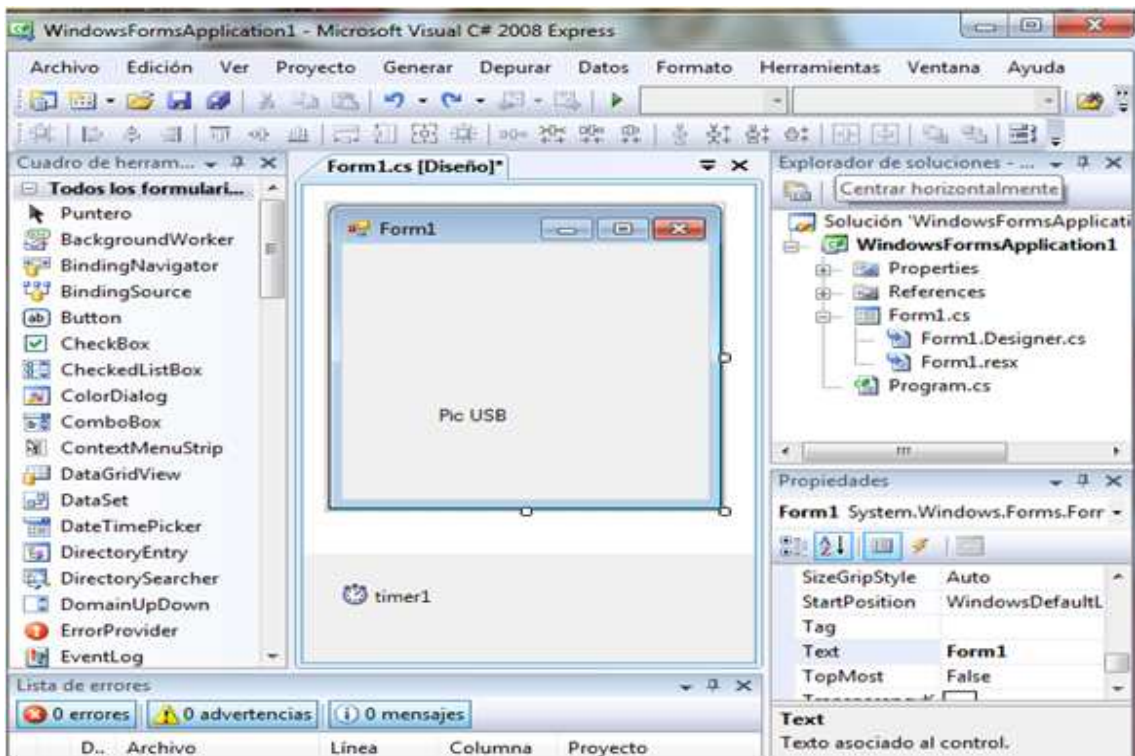 WindowsFormsApplication1 - Microsoft Visual C# 2008 Express
Archivo Edición Ver Proyecto Generar Depurar Datos Formato Herramientas Ventana Ayuda
Cuadro de herram...
Todos los formulari...
Puntero
BackgroundWorker
BindingNavigator
BindingSource
Button
CheckBox
CheckedListBox
ColorDialog
ComboBox
ContextMenuStrip
DataGridView
DataSet
DateTimePicker
DirectoryEntry
DirectorySearcher
DomainUpDown
ErrorProvider
EventLog
Form1.cs [Diseño]*
Form1
Pic USB
timer1
Explorador de soluciones - ...
Centrar horizontalmente
Solución 'WindowsFormsApplicati
WindowsFormsApplication1
Properties
References
Form1.cs
Form1.Designer.cs
Form1.resx
Program.cs
Propiedades
Form1 System.Windows.Forms.Forr
SizeGripStyle Auto
StartPosition WindowsDefaultL
Tag
Text Form1
TopMost False
Text
Texto asociado al control.
Lista de errores
0 errores 0 advertencias 0 mensajes
D.. Archivo Línea Columna Proyecto